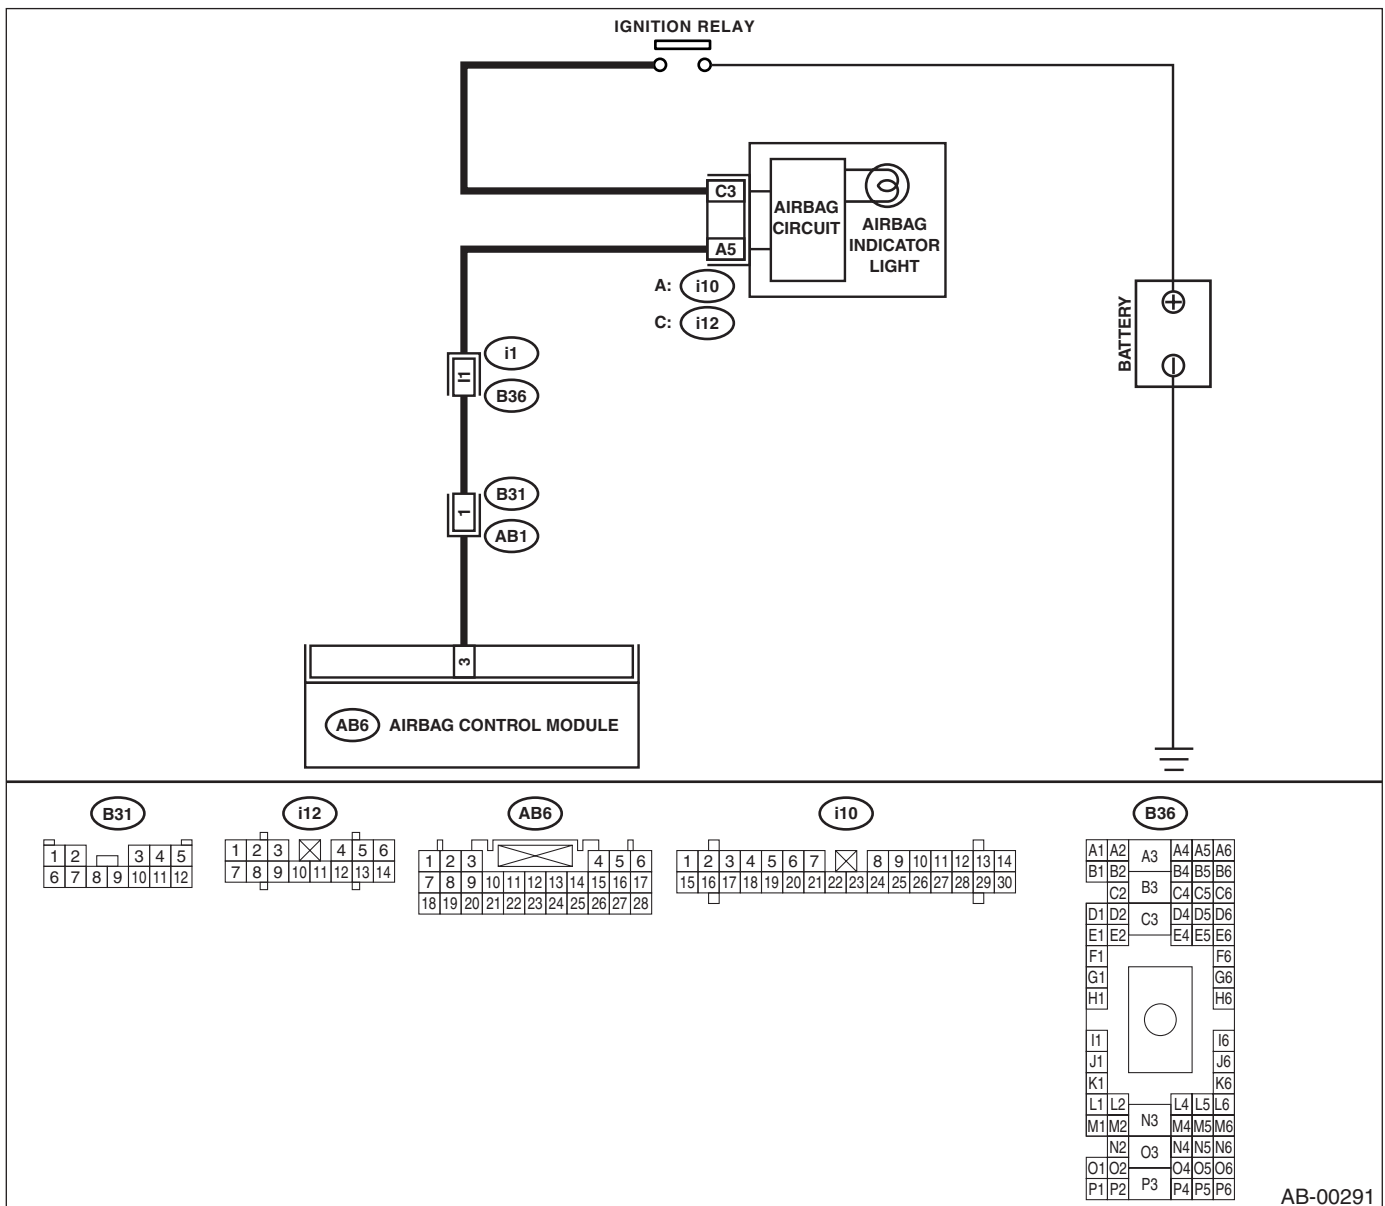 IGNITION RELAY
C3
AIRBAG
CIRCUIT
AIRBAG
INDICATOR
LIGHT
A5
A: i10
C: i12
BATTERY
i1
I1
B36
B31
1
AB1
3
AB6 AIRBAG CONTROL MODULE
B31
1 2 3 4 5
6 7 8 9 10 11 12
i12
1 2 3 4 5 6
7 8 9 10 11 12 13 14
AB6
1 2 3 4 5 6
7 8 9 10 11 12 13 14 15 16 17
18 19 20 21 22 23 24 25 26 27 28
i10
1 2 3 4 5 6 7 8 9 10 11 12 13 14
15 16 17 18 19 20 21 22 23 24 25 26 27 28 29 30
B36
A1 A2 A3 A4 A5 A6
B1 B2 B4 B5 B6
C2 B3 C4 C5 C6
D1 D2 C3 D4 D5 D6
E1 E2 E4 E5 E6
F1 F6
G1 G6
H1 H6
I1 I6
J1 J6
K1 K6
L1 L2 L4 L5 L6
M1 M2 N3 M4 M5 M6
N2 O3 N4 N5 N6
O1 O2 O4 O5 O6
P1 P2 P3 P4 P5 P6
AB-00291